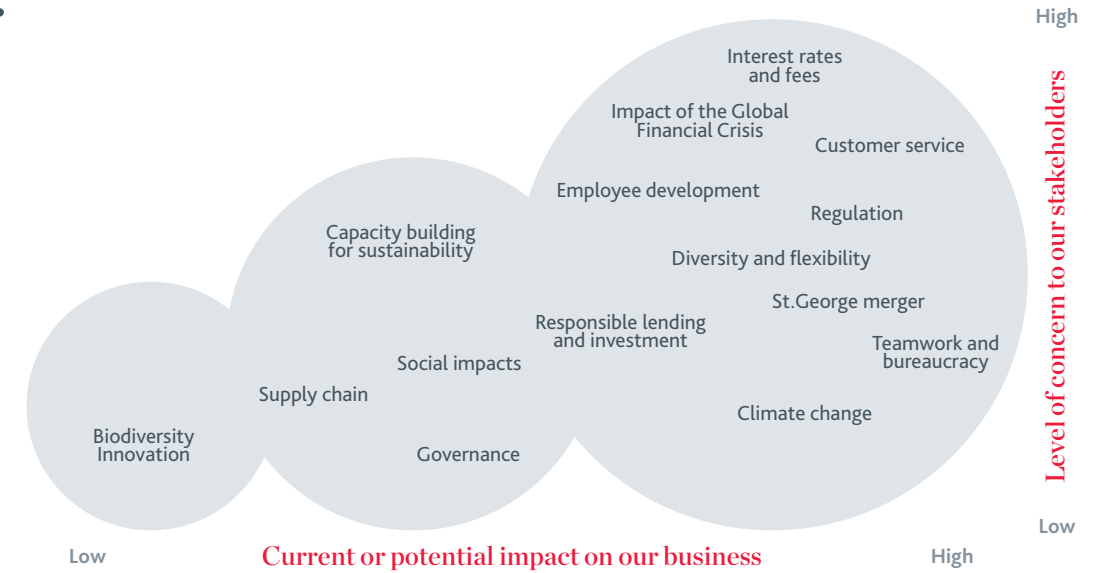 High
Interest rates
and fees
Impact of the Global
Financial Crisis
Customer service
Employee development
Regulation
Capacity building
for sustainability
Diversity and flexibility
St.George merger
Responsible lending
and investment
Teamwork and
bureaucracy
Social impacts
Supply chain
Climate change
Biodiversity
Innovation
Governance
Level of concern to our stakeholders
Low
Low
Current or potential impact on our business
High